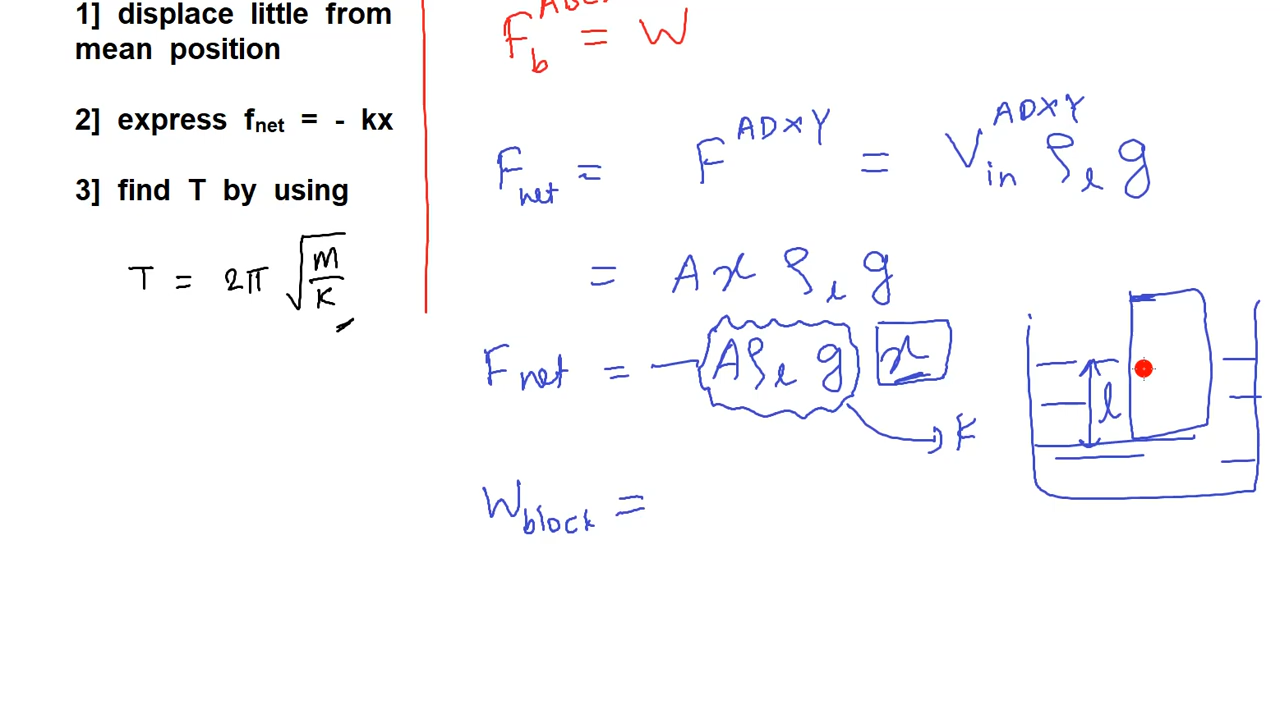 1] displace little from
mean position
2] express fnet = - kx
3] find T by using
T = 2π √(m/K)
Fb = W
Fnet = F^ADXY = Vin^ADXY ρl g
= A x ρl g
Fnet = - Aρl g x
K
l
Wblock =